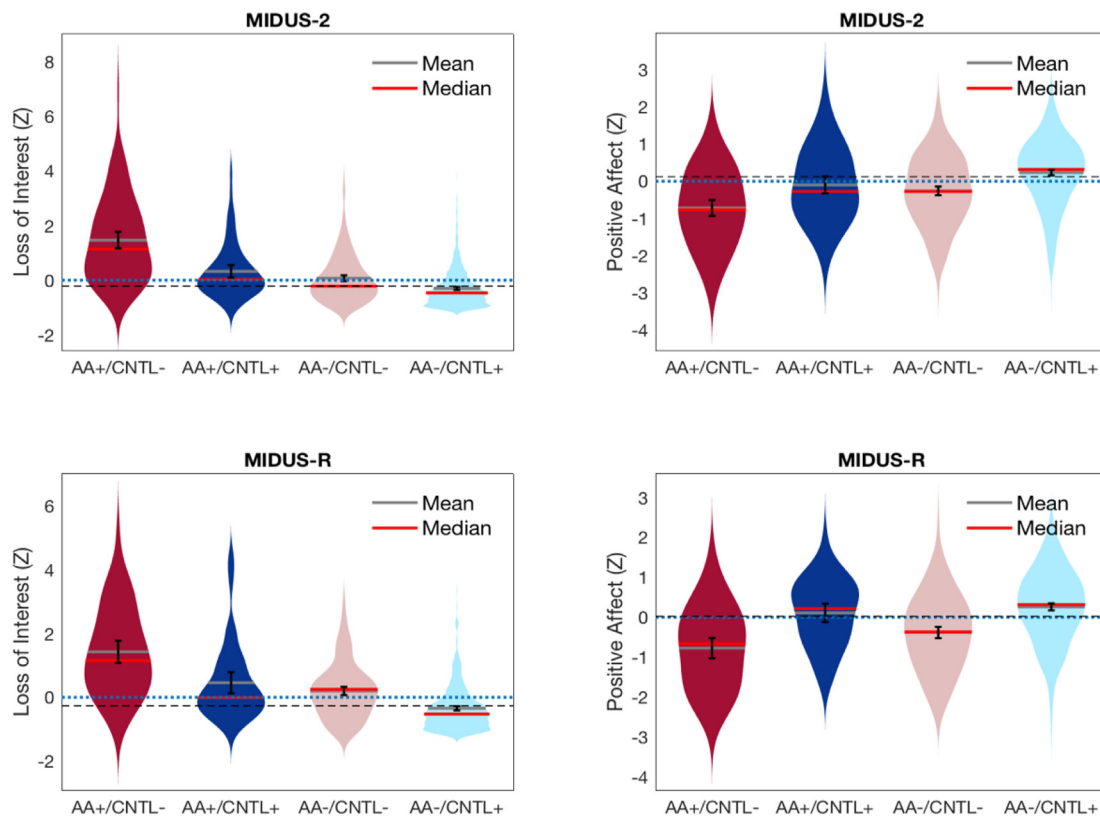 MIDUS-2
Loss of Interest (Z)
8
6
4
2
0
-2
Mean
Median
AA+/CNTL- AA+/CNTL+ AA-/CNTL- AA-/CNTL+
MIDUS-2
Positive Affect (Z)
3
2
1
0
-1
-2
-3
-4
Mean
Median
AA+/CNTL- AA+/CNTL+ AA-/CNTL- AA-/CNTL+
MIDUS-R
Loss of Interest (Z)
6
4
2
0
-2
Mean
Median
AA+/CNTL- AA+/CNTL+ AA-/CNTL- AA-/CNTL+
MIDUS-R
Positive Affect (Z)
3
2
1
0
-1
-2
-3
-4
Mean
Median
AA+/CNTL- AA+/CNTL+ AA-/CNTL- AA-/CNTL+